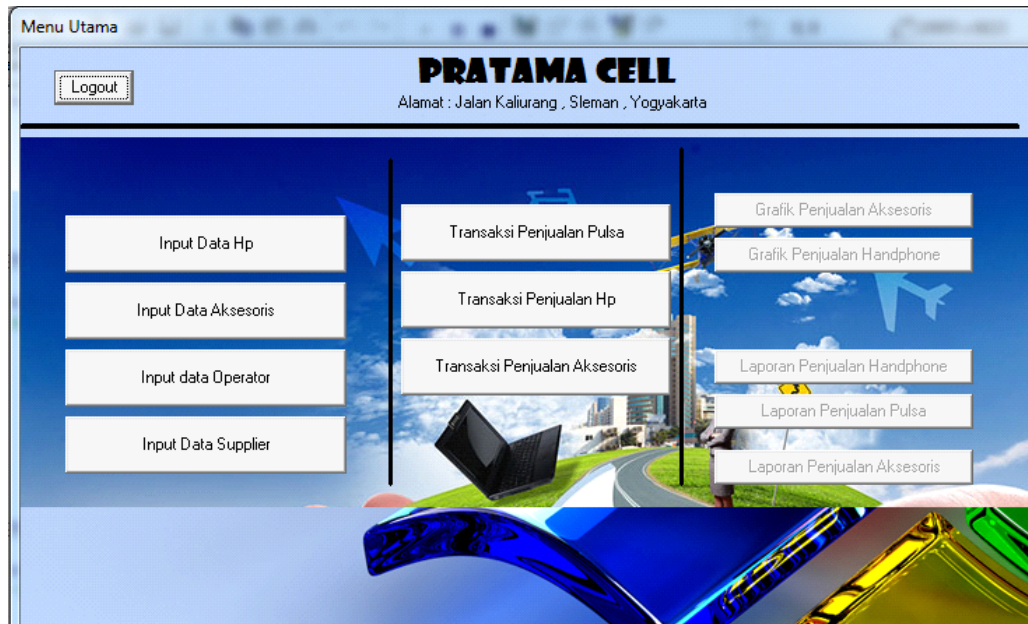 Menu Utama
Logout
PRATAMA CELL
Alamat : Jalan Kaliurang , Sleman , Yogyakarta
Input Data Hp
Input Data Aksesoris
Input data Operator
Input Data Supplier
Transaksi Penjualan Pulsa
Transaksi Penjualan Hp
Transaksi Penjualan Aksesoris
Grafik Penjualan Aksesoris
Grafik Penjualan Handphone
Laporan Penjualan Handphone
Laporan Penjualan Pulsa
Laporan Penjualan Aksesoris